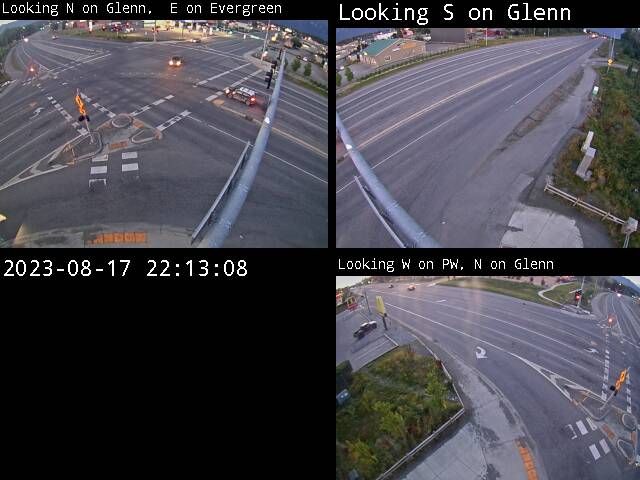 Looking N on Glenn, E on Evergreen
Looking S on Glenn
2023-08-17 22:13:08
Looking W on PW, N on Glenn